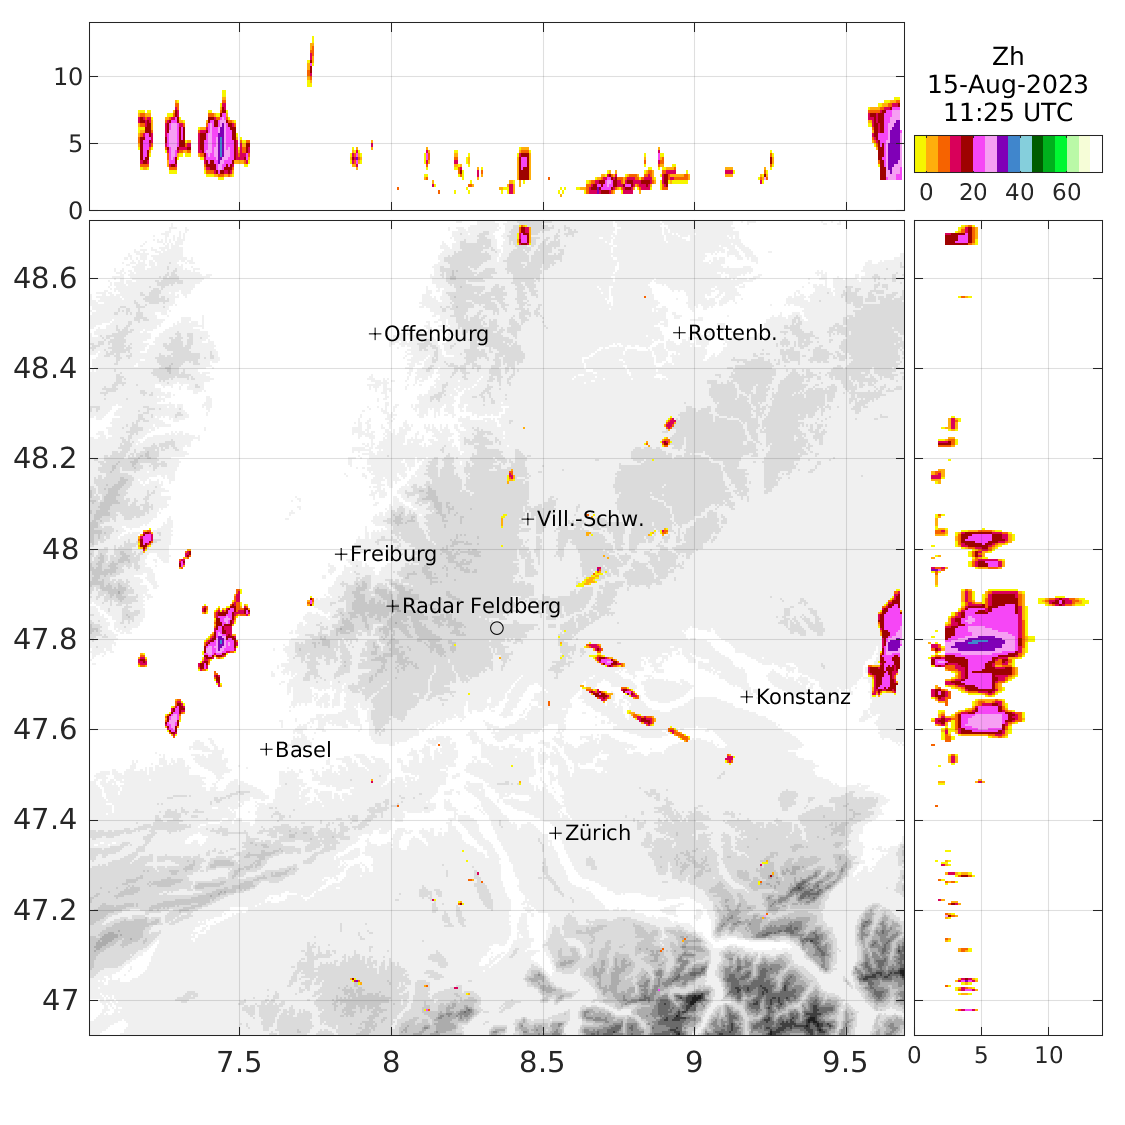 10
5
0
Zh
15-Aug-2023
11:25 UTC
0 20 40 60
48.6
48.4
48.2
48
47.8
47.6
47.4
47.2
47
Offenburg
Rottenb.
Vill.-Schw.
Freiburg
Radar Feldberg
Konstanz
Basel
Zürich
7.5 8 8.5 9 9.5
0 5 10